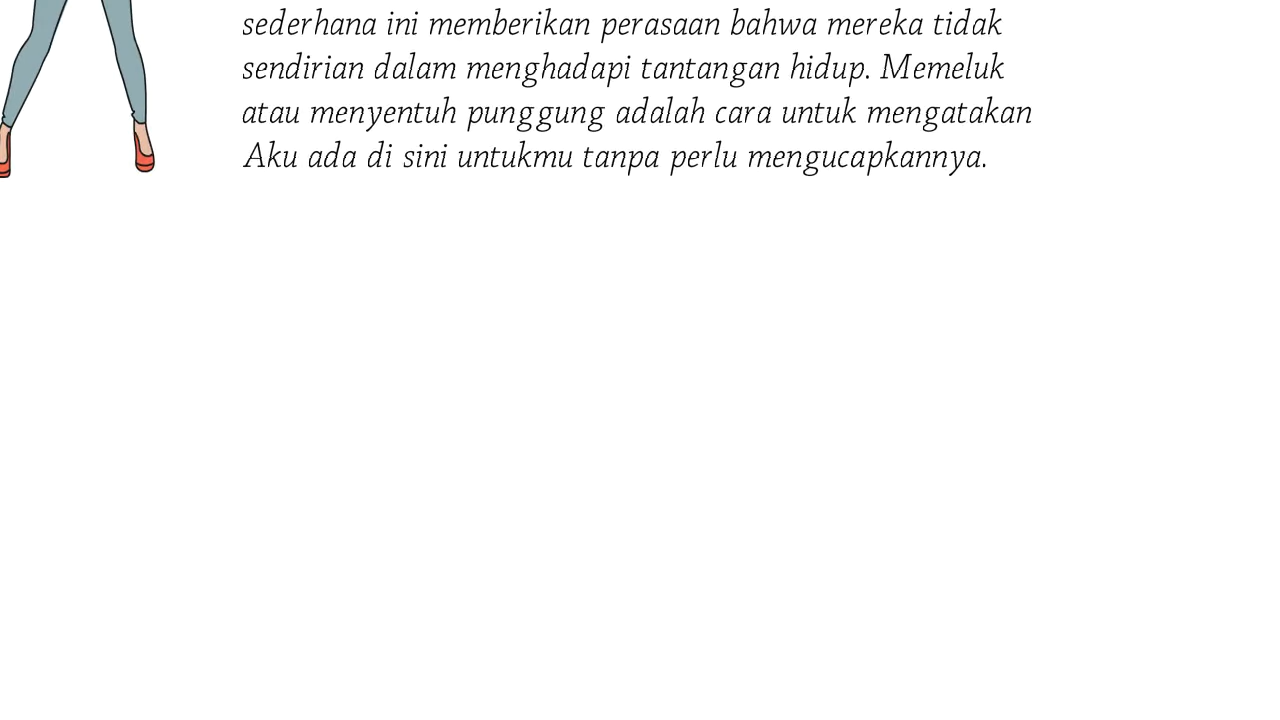 sederhana ini memberikan perasaan bahwa mereka tidak
sendirian dalam menghadapi tantangan hidup. Memeluk
atau menyentuh punggung adalah cara untuk mengatakan
Aku ada di sini untukmu tanpa perlu mengucapkannya.